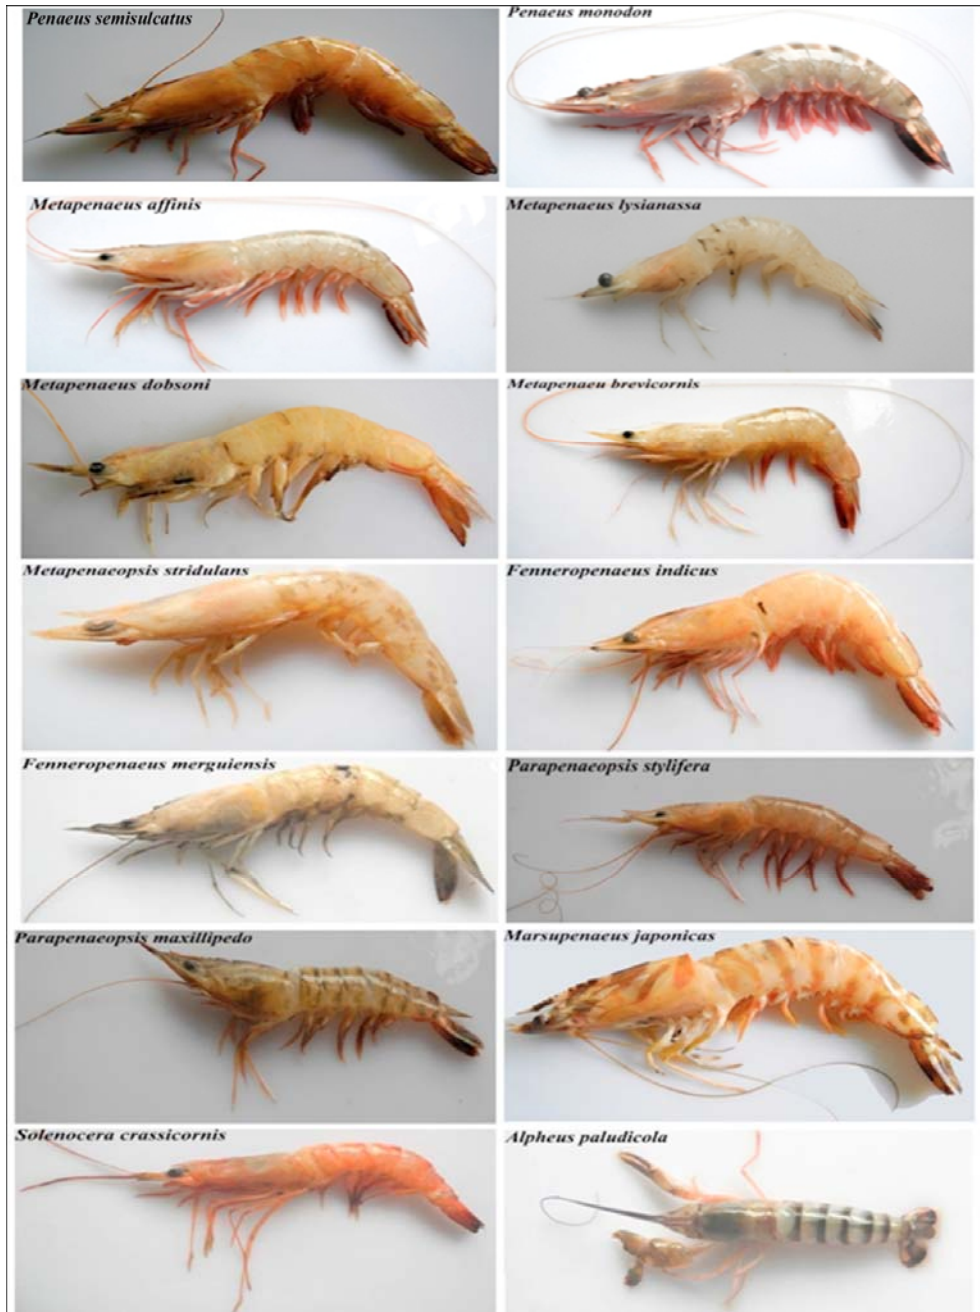 Penaeus semisulcatus
Penaeus monodon
Metapenaeus affinis
Metapenaeus lysianassa
Metapenaeus dobsoni
Metapenaeu brevicornis
Metapenaeopsis stridulans
Fenneropenaeus indicus
Fenneropenaeus merguiensis
Parapenaeopsis stylifera
Parapenaeopsis maxillipedo
Marsupenaeus japonicas
Solenocera crassicornis
Alpheus paludicola